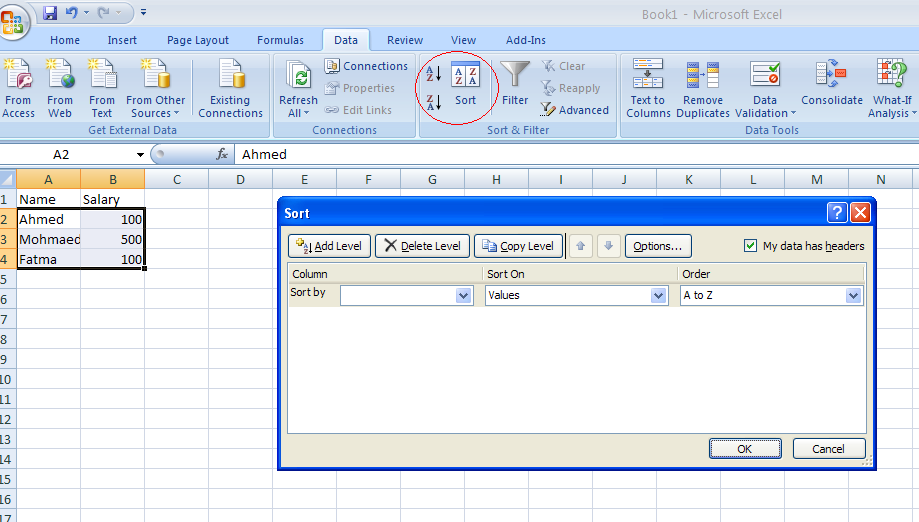 Book1 - Microsoft Excel
Home Insert Page Layout Formulas Data Review View Add-Ins
From Access
From Web
From Text
From Other Sources
Existing Connections
Get External Data
Refresh All
Connections
Properties
Edit Links
Connections
A Z
Z A
A Z Z A
Sort
Filter
Clear
Reapply
Advanced
Sort & Filter
Text to Columns
Remove Duplicates
Data Validation
Consolidate
What-If Analysis
Data Tools
A2 fx Ahmed
A B C D E F G H I J K L M N
1 Name Salary
2 Ahmed 100
3 Mohmaed 500
4 Fatma 100
5
6
7
8
9
10
11
12
13
14
15
16
17
Sort ?
Add Level Delete Level Copy Level Options... My data has headers
Column Sort On Order
Sort by Values A to Z
OK Cancel